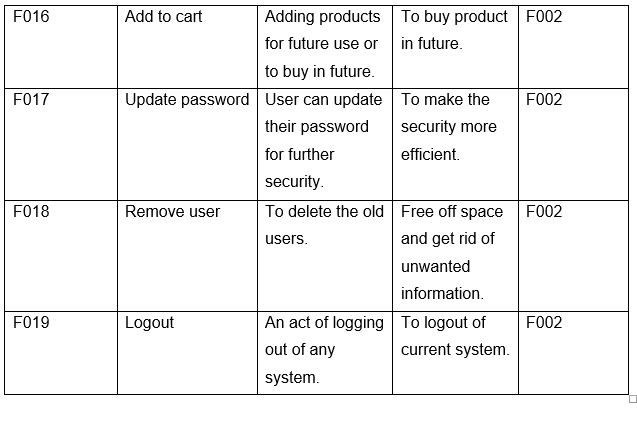 F016
Add to cart
Adding products
for future use or
to buy in future.
To buy product
in future.
F002
F017
Update password
User can update
their password
for further
security.
To make the
security more
efficient.
F002
F018
Remove user
To delete the old
users.
Free off space
and get rid of
unwanted
information.
F002
F019
Logout
An act of logging
out of any
system.
To logout of
current system.
F002